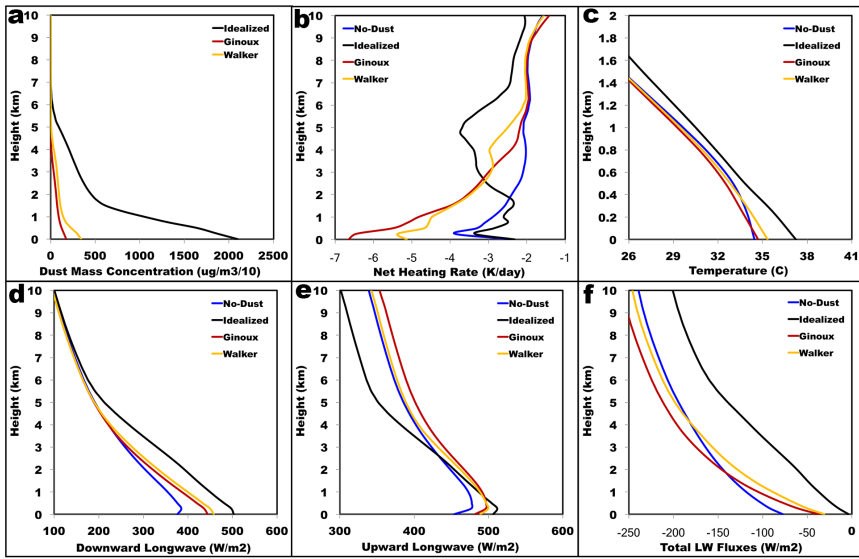 a
Idealized
Ginoux
Walker
Height (km)
10
9
8
7
6
5
4
3
2
1
0
0 500 1000 1500 2000 2500
Dust Mass Concentration (ug/m3/10)
b
No-Dust
Idealized
Ginoux
Walker
Height (km)
10
9
8
7
6
5
4
3
2
1
0
-7 -6 -5 -4 -3 -2 -1
Net Heating Rate (K/day)
c
No-Dust
Idealized
Ginoux
Walker
Height (km)
2
1.8
1.6
1.4
1.2
1
0.8
0.6
0.4
0.2
0
26 29 32 35 38 41
Temperature (C)
d
No-Dust
Idealized
Ginoux
Walker
Height (km)
10
9
8
7
6
5
4
3
2
1
0
100 200 300 400 500 600
Downward Longwave (W/m2)
e
No-Dust
Idealized
Ginoux
Walker
Height (km)
10
9
8
7
6
5
4
3
2
1
0
300 400 500 600
Upward Longwave (W/m2)
f
No-Dust
Idealized
Ginoux
Walker
Height (km)
10
9
8
7
6
5
4
3
2
1
0
-250 -200 -150 -100 -50 0
Total LW Fluxes (W/m2)